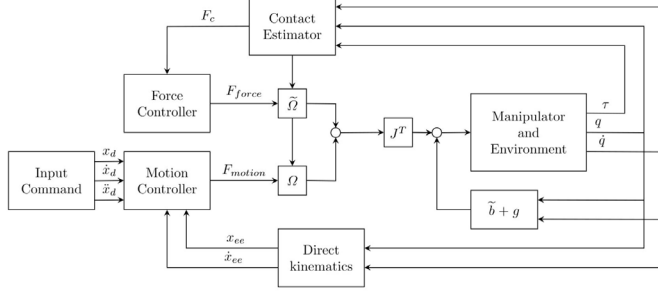 F_c
Contact
Estimator
Force
Controller
F_force
Ω̃
τ
q
q̇
J^T
Manipulator
and
Environment
x_d
ẋ_d
ẍ_d
Input
Command
Motion
Controller
F_motion
Ω
b̃ + g
x_ee
ẋ_ee
Direct
kinematics